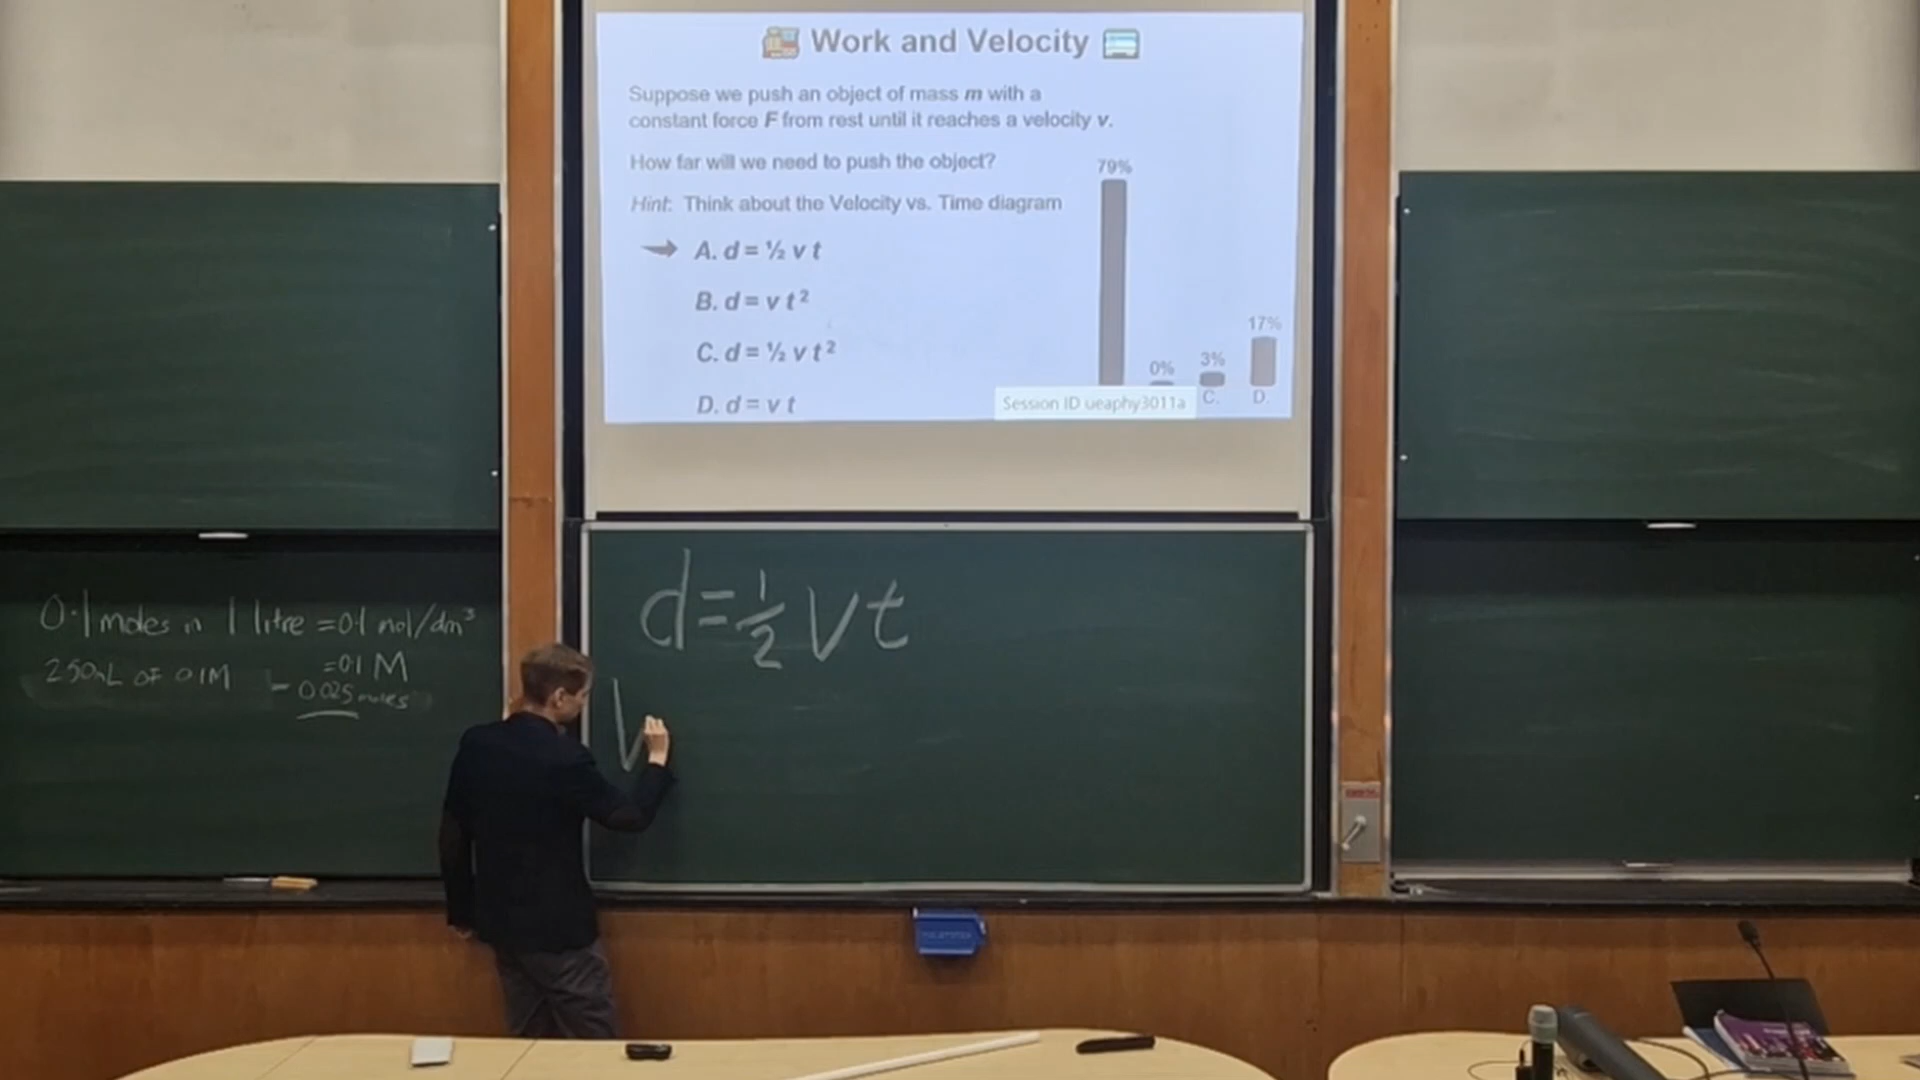 Work and Velocity
Suppose we push an object of mass m with a
constant force F from rest until it reaches a velocity v.
How far will we need to push the object?
Hint: Think about the Velocity vs. Time diagram
A. d = ½ v t
B. d = v t²
C. d = ½ v t²
D. d = v t
79%
0%
3%
17%
Session ID ueaphy3011a
C.
D.
0.1 moles in 1 litre = 0.1 mol/dm³
= 0.1 M
250mL OF 0.1M = 0.025 moles
d = ½ v t